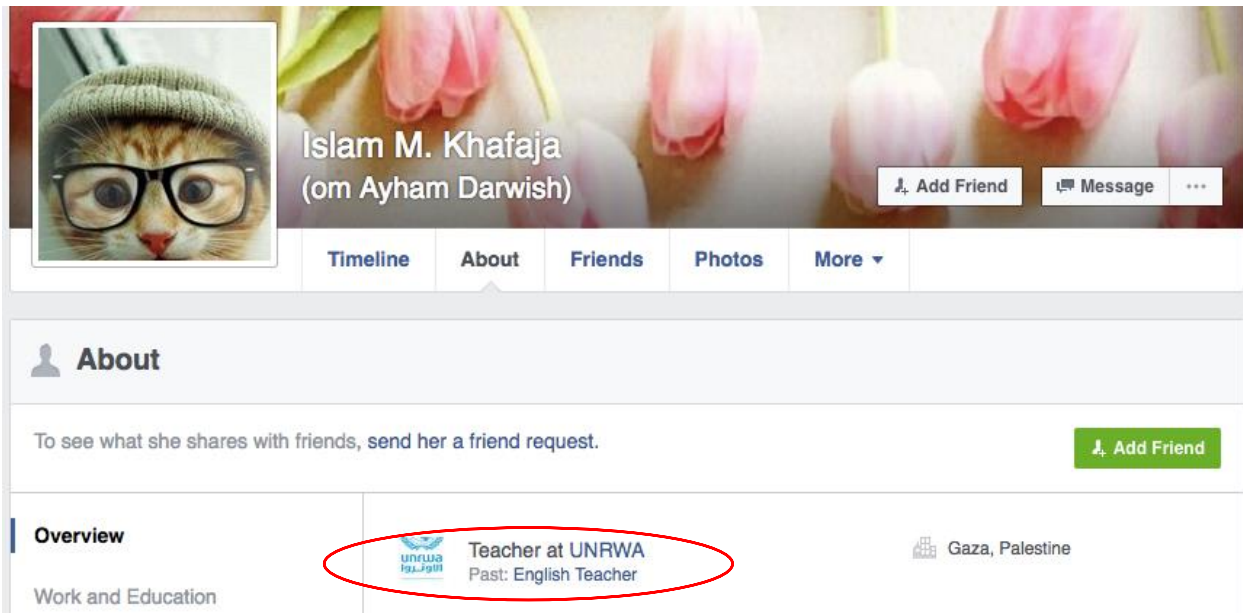 Islam M. Khafaja
(om Ayham Darwish)
Add Friend
Message
...
Timeline
About
Friends
Photos
More
About
To see what she shares with friends, send her a friend request.
Add Friend
Overview
Work and Education
unrwa
الأونروا
Teacher at UNRWA
Past: English Teacher
Gaza, Palestine